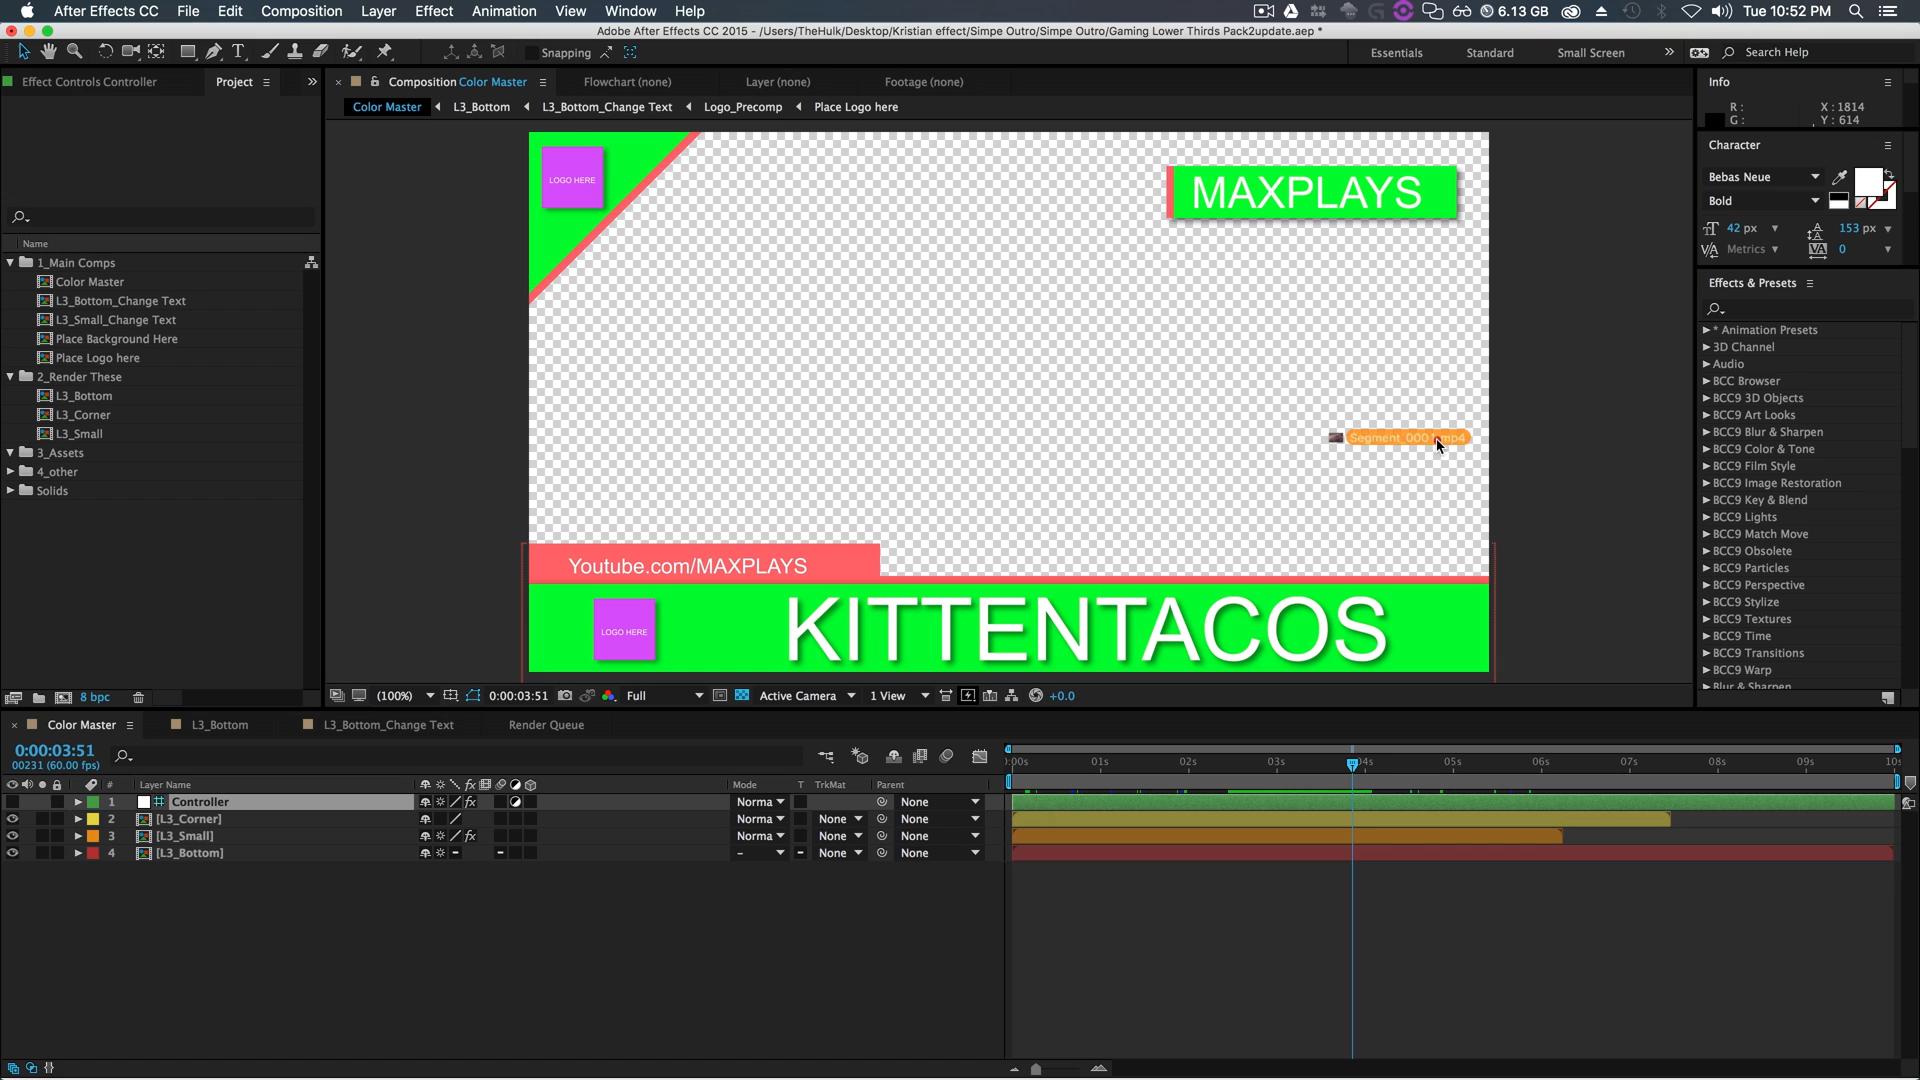 After Effects CC File Edit Composition Layer Effect Animation View Window Help 6.13 GB Tue 10:52 PM
Adobe After Effects CC 2015 - /Users/TheHulk/Desktop/Kristian effect/Simpe Outro/Simpe Outro/Gaming Lower Thirds Pack2update.aep *
Snapping Essentials Standard Small Screen Search Help
Effect Controls Controller Project
Composition Color Master Flowchart (none) Layer (none) Footage (none)
Color Master L3_Bottom L3_Bottom_Change Text Logo_Precomp Place Logo here
Name
1_Main Comps
Color Master
L3_Bottom_Change Text
L3_Small_Change Text
Place Background Here
Place Logo here
2_Render These
L3_Bottom
L3_Corner
L3_Small
3_Assets
4_other
Solids
8 bpc
LOGO HERE
MAXPLAYS
Segment_0001.mp4
Youtube.com/MAXPLAYS
LOGO HERE
KITTENTACOS
(100%) 0:00:03:51 Full Active Camera 1 View +0.0
Info
R : X : 1814
G : Y : 614
Character
Bebas Neue
Bold
42 px 153 px
Metrics 0
Effects & Presets
* Animation Presets
3D Channel
Audio
BCC Browser
BCC9 3D Objects
BCC9 Art Looks
BCC9 Blur & Sharpen
BCC9 Color & Tone
BCC9 Film Style
BCC9 Image Restoration
BCC9 Key & Blend
BCC9 Lights
BCC9 Match Move
BCC9 Obsolete
BCC9 Particles
BCC9 Perspective
BCC9 Stylize
BCC9 Textures
BCC9 Time
BCC9 Transitions
BCC9 Warp
Blur & Sharpen
Color Master L3_Bottom L3_Bottom_Change Text Render Queue
0:00:03:51
00231 (60.00 fps)
:00s 01s 02s 03s 04s 05s 06s 07s 08s 09s 10s
# Layer Name Mode T TrkMat Parent
1 Controller Norma None
2 [L3_Corner] Norma None None
3 [L3_Small] Norma None None
4 [L3_Bottom] - None None